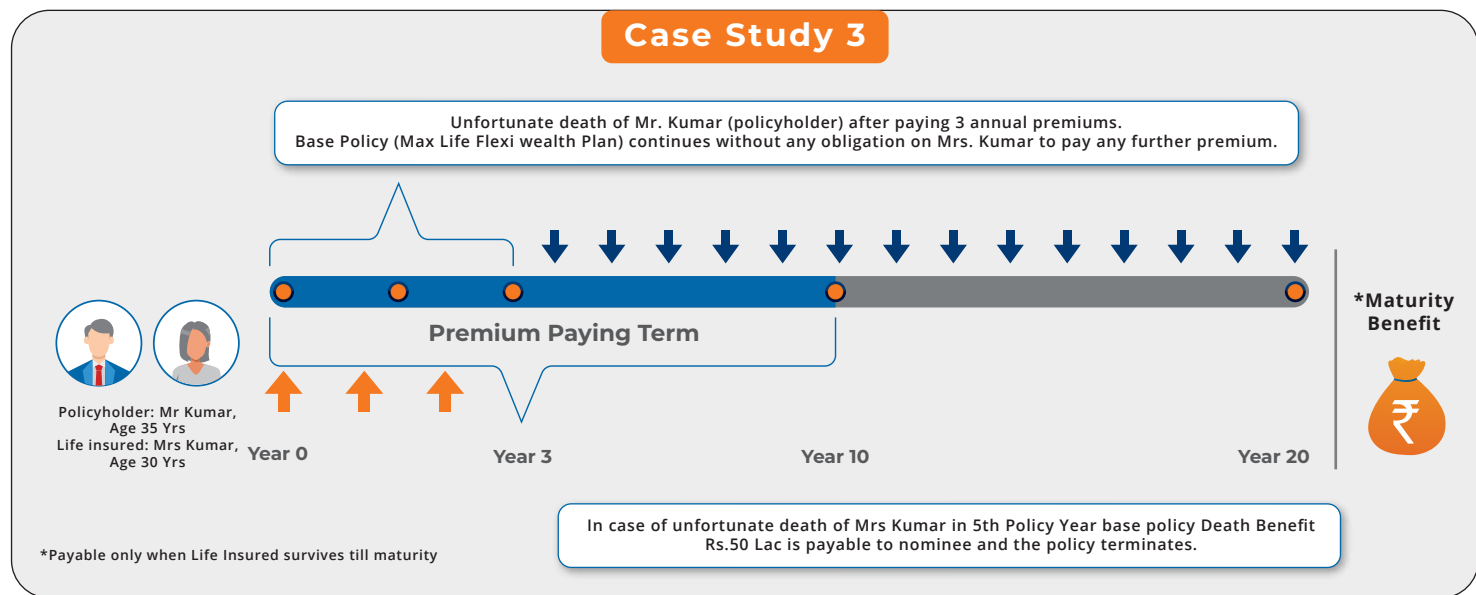 Case Study 3
Unfortunate death of Mr. Kumar (policyholder) after paying 3 annual premiums.
Base Policy (Max Life Flexi wealth Plan) continues without any obligation on Mrs. Kumar to pay any further premium.
*Maturity
Benefit
Premium Paying Term
₹
Policyholder: Mr Kumar,
Age 35 Yrs
Life insured: Mrs Kumar,
Age 30 Yrs
Year 0
Year 3
Year 10
Year 20
In case of unfortunate death of Mrs Kumar in 5th Policy Year base policy Death Benefit
Rs.50 Lac is payable to nominee and the policy terminates.
*Payable only when Life Insured survives till maturity